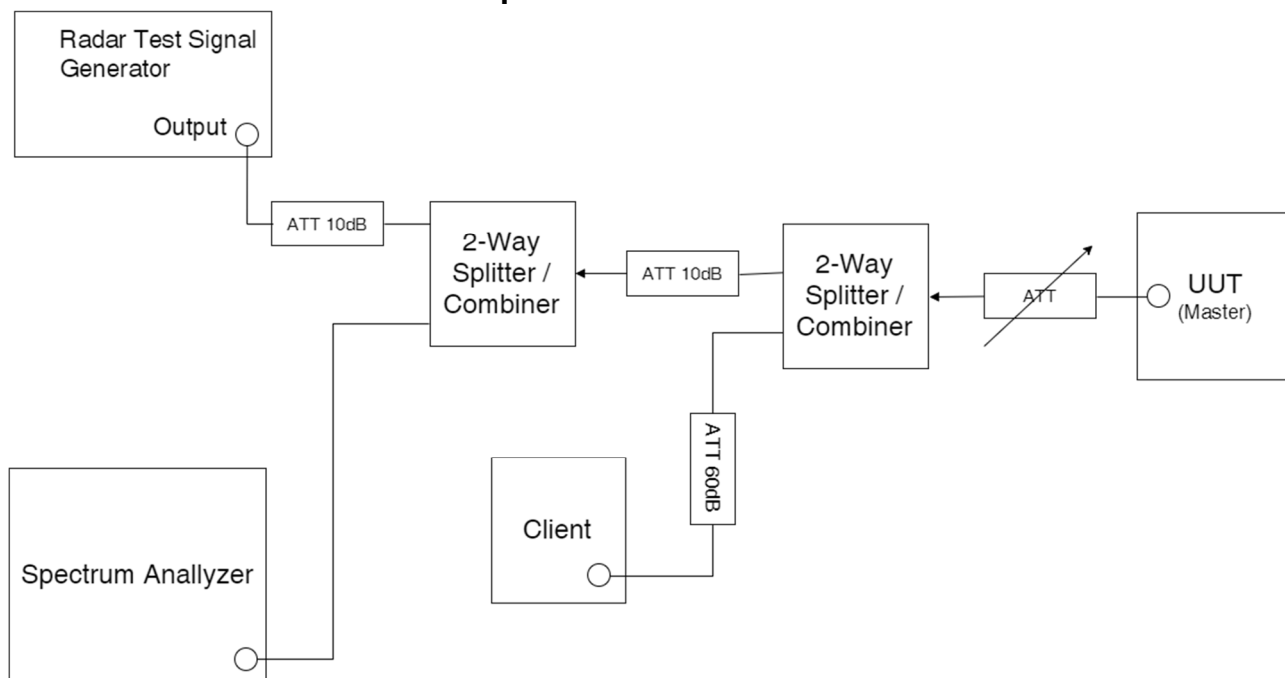 Radar Test Signal
Generator
Output
ATT 10dB
2-Way
Splitter /
Combiner
ATT 10dB
2-Way
Splitter /
Combiner
ATT
UUT
(Master)
ATT 60dB
Client
Spectrum Anallyzer